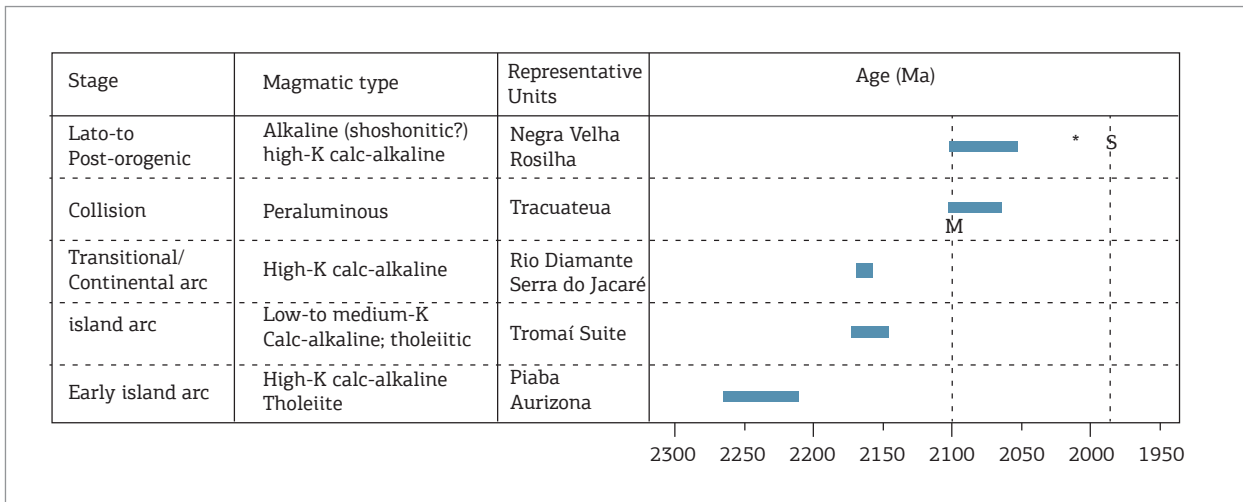 Stage
Magmatic type
Representative
Units
Age (Ma)
Lato-to
Post-orogenic
Alkaline (shoshonitic?)
high-K calc-alkaline
Negra Velha
Rosilha
*
S
Collision
Peraluminous
Tracuateua
M
Transitional/
Continental arc
High-K calc-alkaline
Rio Diamante
Serra do Jacaré
island arc
Low-to medium-K
Calc-alkaline; tholeiitic
Tromaí Suite
Early island arc
High-K calc-alkaline
Tholeiite
Piaba
Aurizona
2300 2250 2200 2150 2100 2050 2000 1950